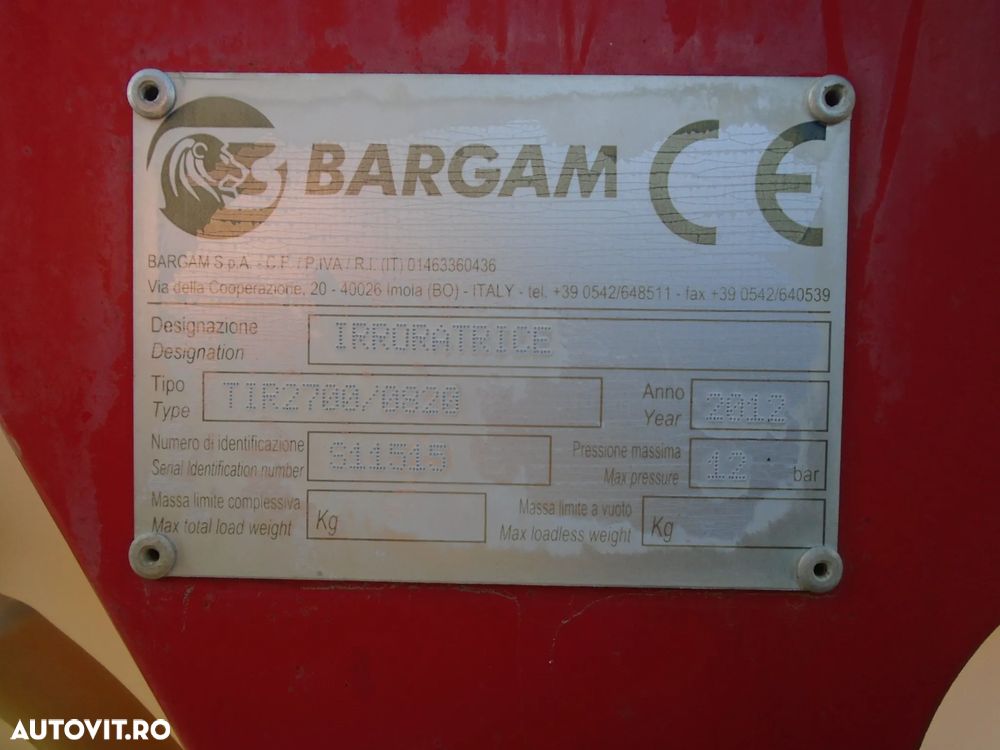 BARGAM CE
BARGAM S.p.A. - C.F. / P.IVA / R.I. (IT) 01463360436
Via della Cooperazione, 20 - 40026 Imola (BO) - ITALY - tel. +39 0542/648511 - fax +39 0542/640539
Designazione
Designation
IRRORATRICE
Tipo
Type
TIR2700/0828
Anno
Year
2012
Numero di identificazione
Serial Identification number
S11515
Pressione massima
Max pressure
12 bar
Massa limite complessiva
Max total load weight
Kg
Massa limite a vuoto
Max loadless weight
Kg
AUTOVIT.RO